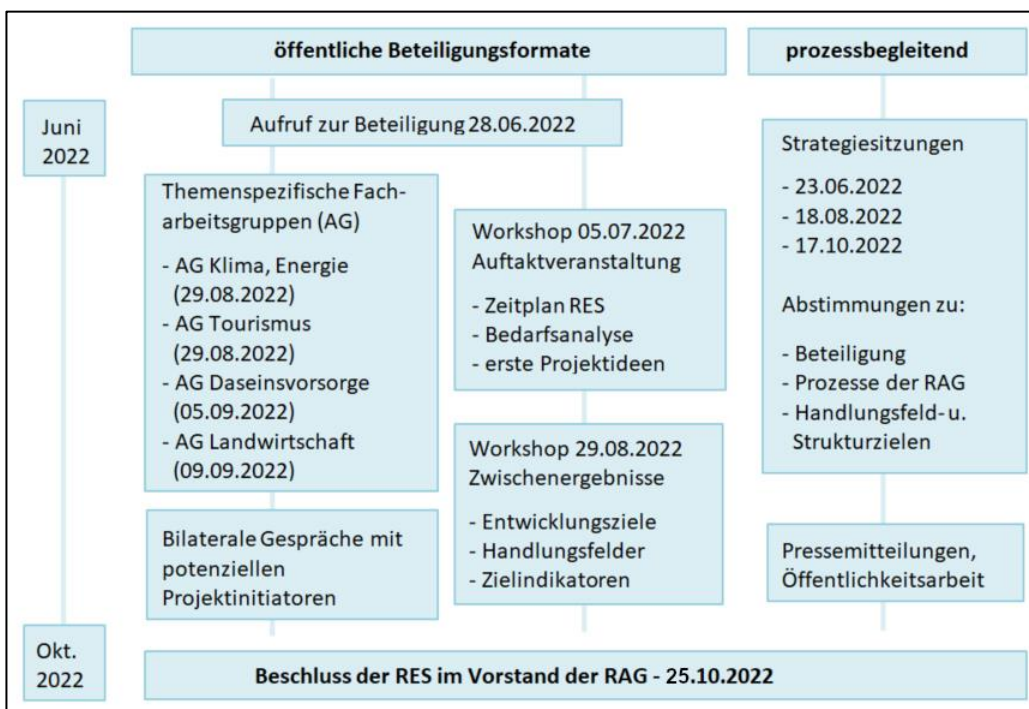 öffentliche Beteiligungsformate
prozessbegleitend
Juni
2022
Aufruf zur Beteiligung 28.06.2022
Themenspezifische Fach-
arbeitsgruppen (AG)
- AG Klima, Energie
(29.08.2022)
- AG Tourismus
(29.08.2022)
- AG Daseinsvorsorge
(05.09.2022)
- AG Landwirtschaft
(09.09.2022)
Bilaterale Gespräche mit
potenziellen
Projektinitiatoren
Workshop 05.07.2022
Auftaktveranstaltung
- Zeitplan RES
- Bedarfsanalyse
- erste Projektideen
Workshop 29.08.2022
Zwischenergebnisse
- Entwicklungsziele
- Handlungsfelder
- Zielindikatoren
Strategiesitzungen
- 23.06.2022
- 18.08.2022
- 17.10.2022
Abstimmungen zu:
- Beteiligung
- Prozesse der RAG
- Handlungsfeld- u.
Strukturzielen
Pressemitteilungen,
Öffentlichkeitsarbeit
Okt.
2022
Beschluss der RES im Vorstand der RAG - 25.10.2022